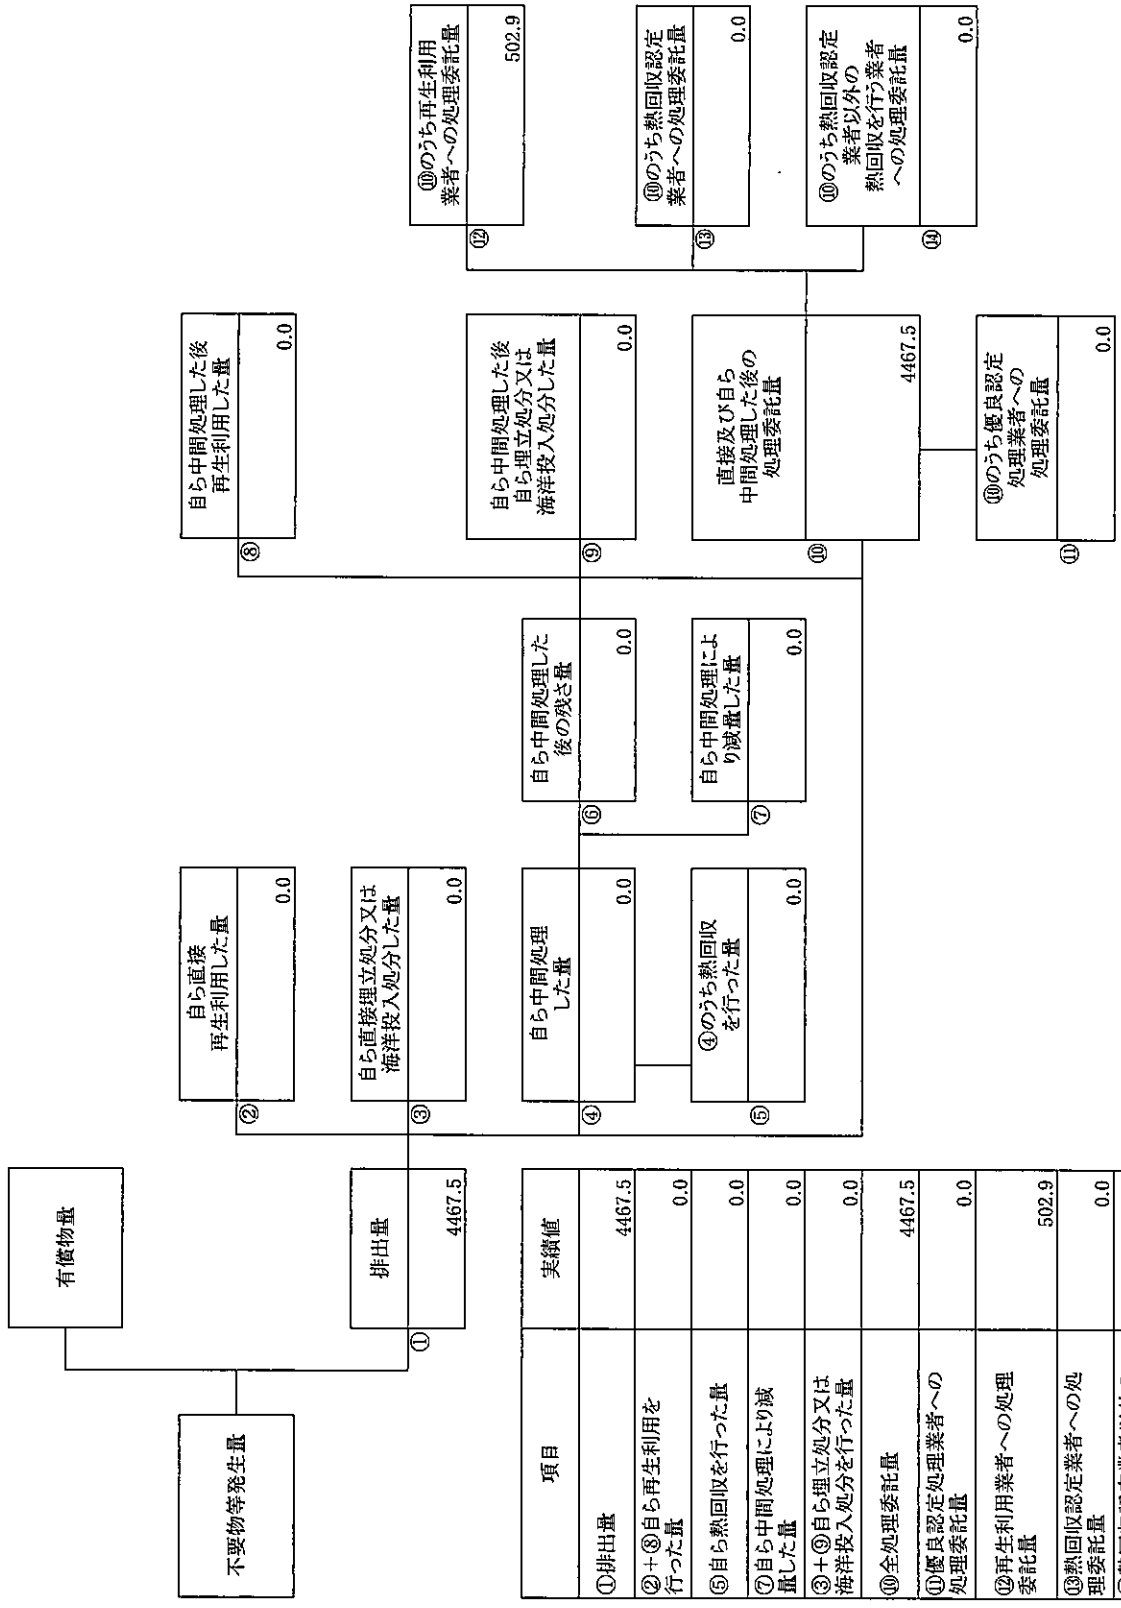 有償物量
不要物等発生量
①
排出量
4467.5
②
自ら直接
再生利用した量
0.0
③
自ら直接埋立処分又は
海洋投入処分した量
0.0
④
自ら中間処理
した量
0.0
⑤
④のうち熱回収
を行った量
0.0
⑥
自ら中間処理した
後の残さ量
0.0
⑦
自ら中間処理によ
り減量した量
0.0
⑧
自ら中間処理した後
再生利用した量
0.0
⑨
自ら中間処理した後
自ら埋立処分又は
海洋投入処分した量
0.0
⑩
直接及び自ら
中間処理した後の
処理委託量
4467.5
⑪
⑩のうち優良認定
処理業者への
処理委託量
0.0
⑫
⑩のうち再生利用
業者への処理委託量
502.9
⑬
⑩のうち熱回収認定
業者への処理委託量
0.0
⑭
⑩のうち熱回収認定
業者以外の
熱回収を行う業者
への処理委託量
0.0
項目 実績値
①排出量 4467.5
②+⑧自ら再生利用を
行った量 0.0
⑤自ら熱回収を行った量 0.0
⑦自ら中間処理により減
量した量 0.0
③+⑨自ら埋立処分又は
海洋投入処分を行った量 0.0
⑩全処理委託量 4467.5
⑪優良認定処理業者への
処理委託量 0.0
⑫再生利用業者への処理
委託量 502.9
⑬熱回収認定業者への処
理委託量 0.0